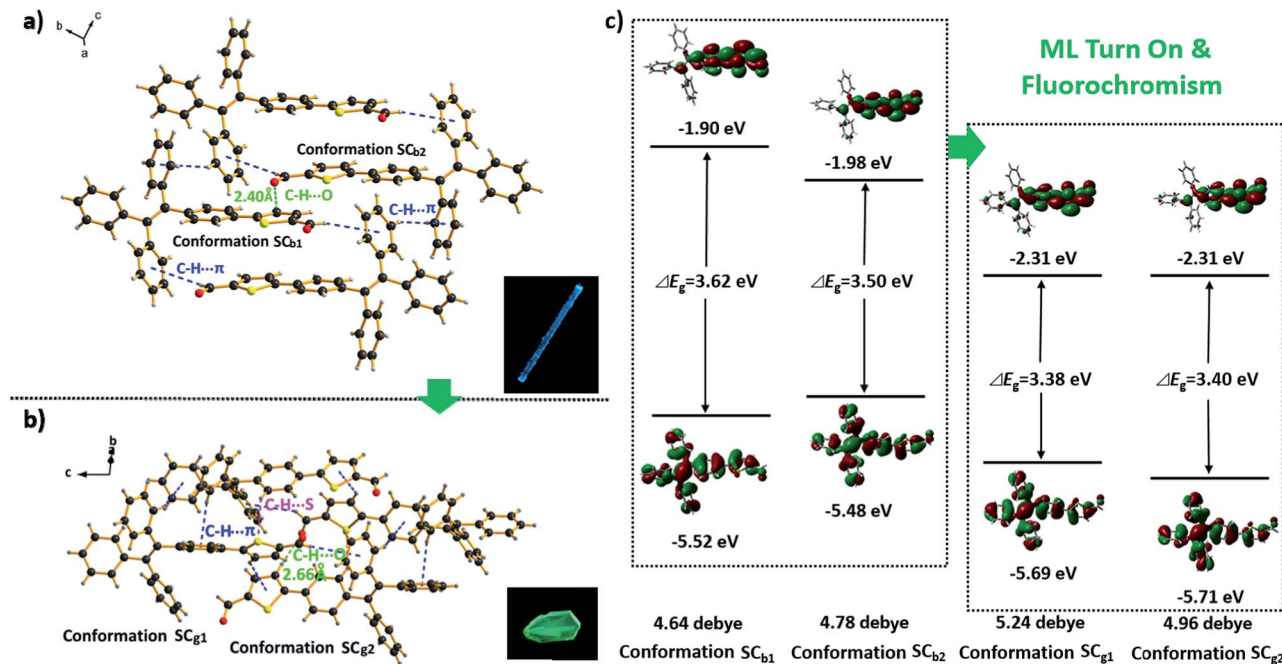 a)
b
c
a
Conformation SCb2
2.40Å
C-H···O
C-H···π
Conformation SCb1
C-H···π
b)
b
c
C-H···S
C-H···π
C-H···O
2.66Å
Conformation SCg1
Conformation SCg2
c)
-1.90 eV
-1.98 eV
⊿Eg=3.62 eV
⊿Eg=3.50 eV
-5.52 eV
-5.48 eV
4.64 debye
4.78 debye
Conformation SCb1
Conformation SCb2
ML Turn On &
Fluorochromism
-2.31 eV
-2.31 eV
⊿Eg=3.38 eV
⊿Eg=3.40 eV
-5.69 eV
-5.71 eV
5.24 debye
4.96 debye
Conformation SCg1
Conformation SCg2